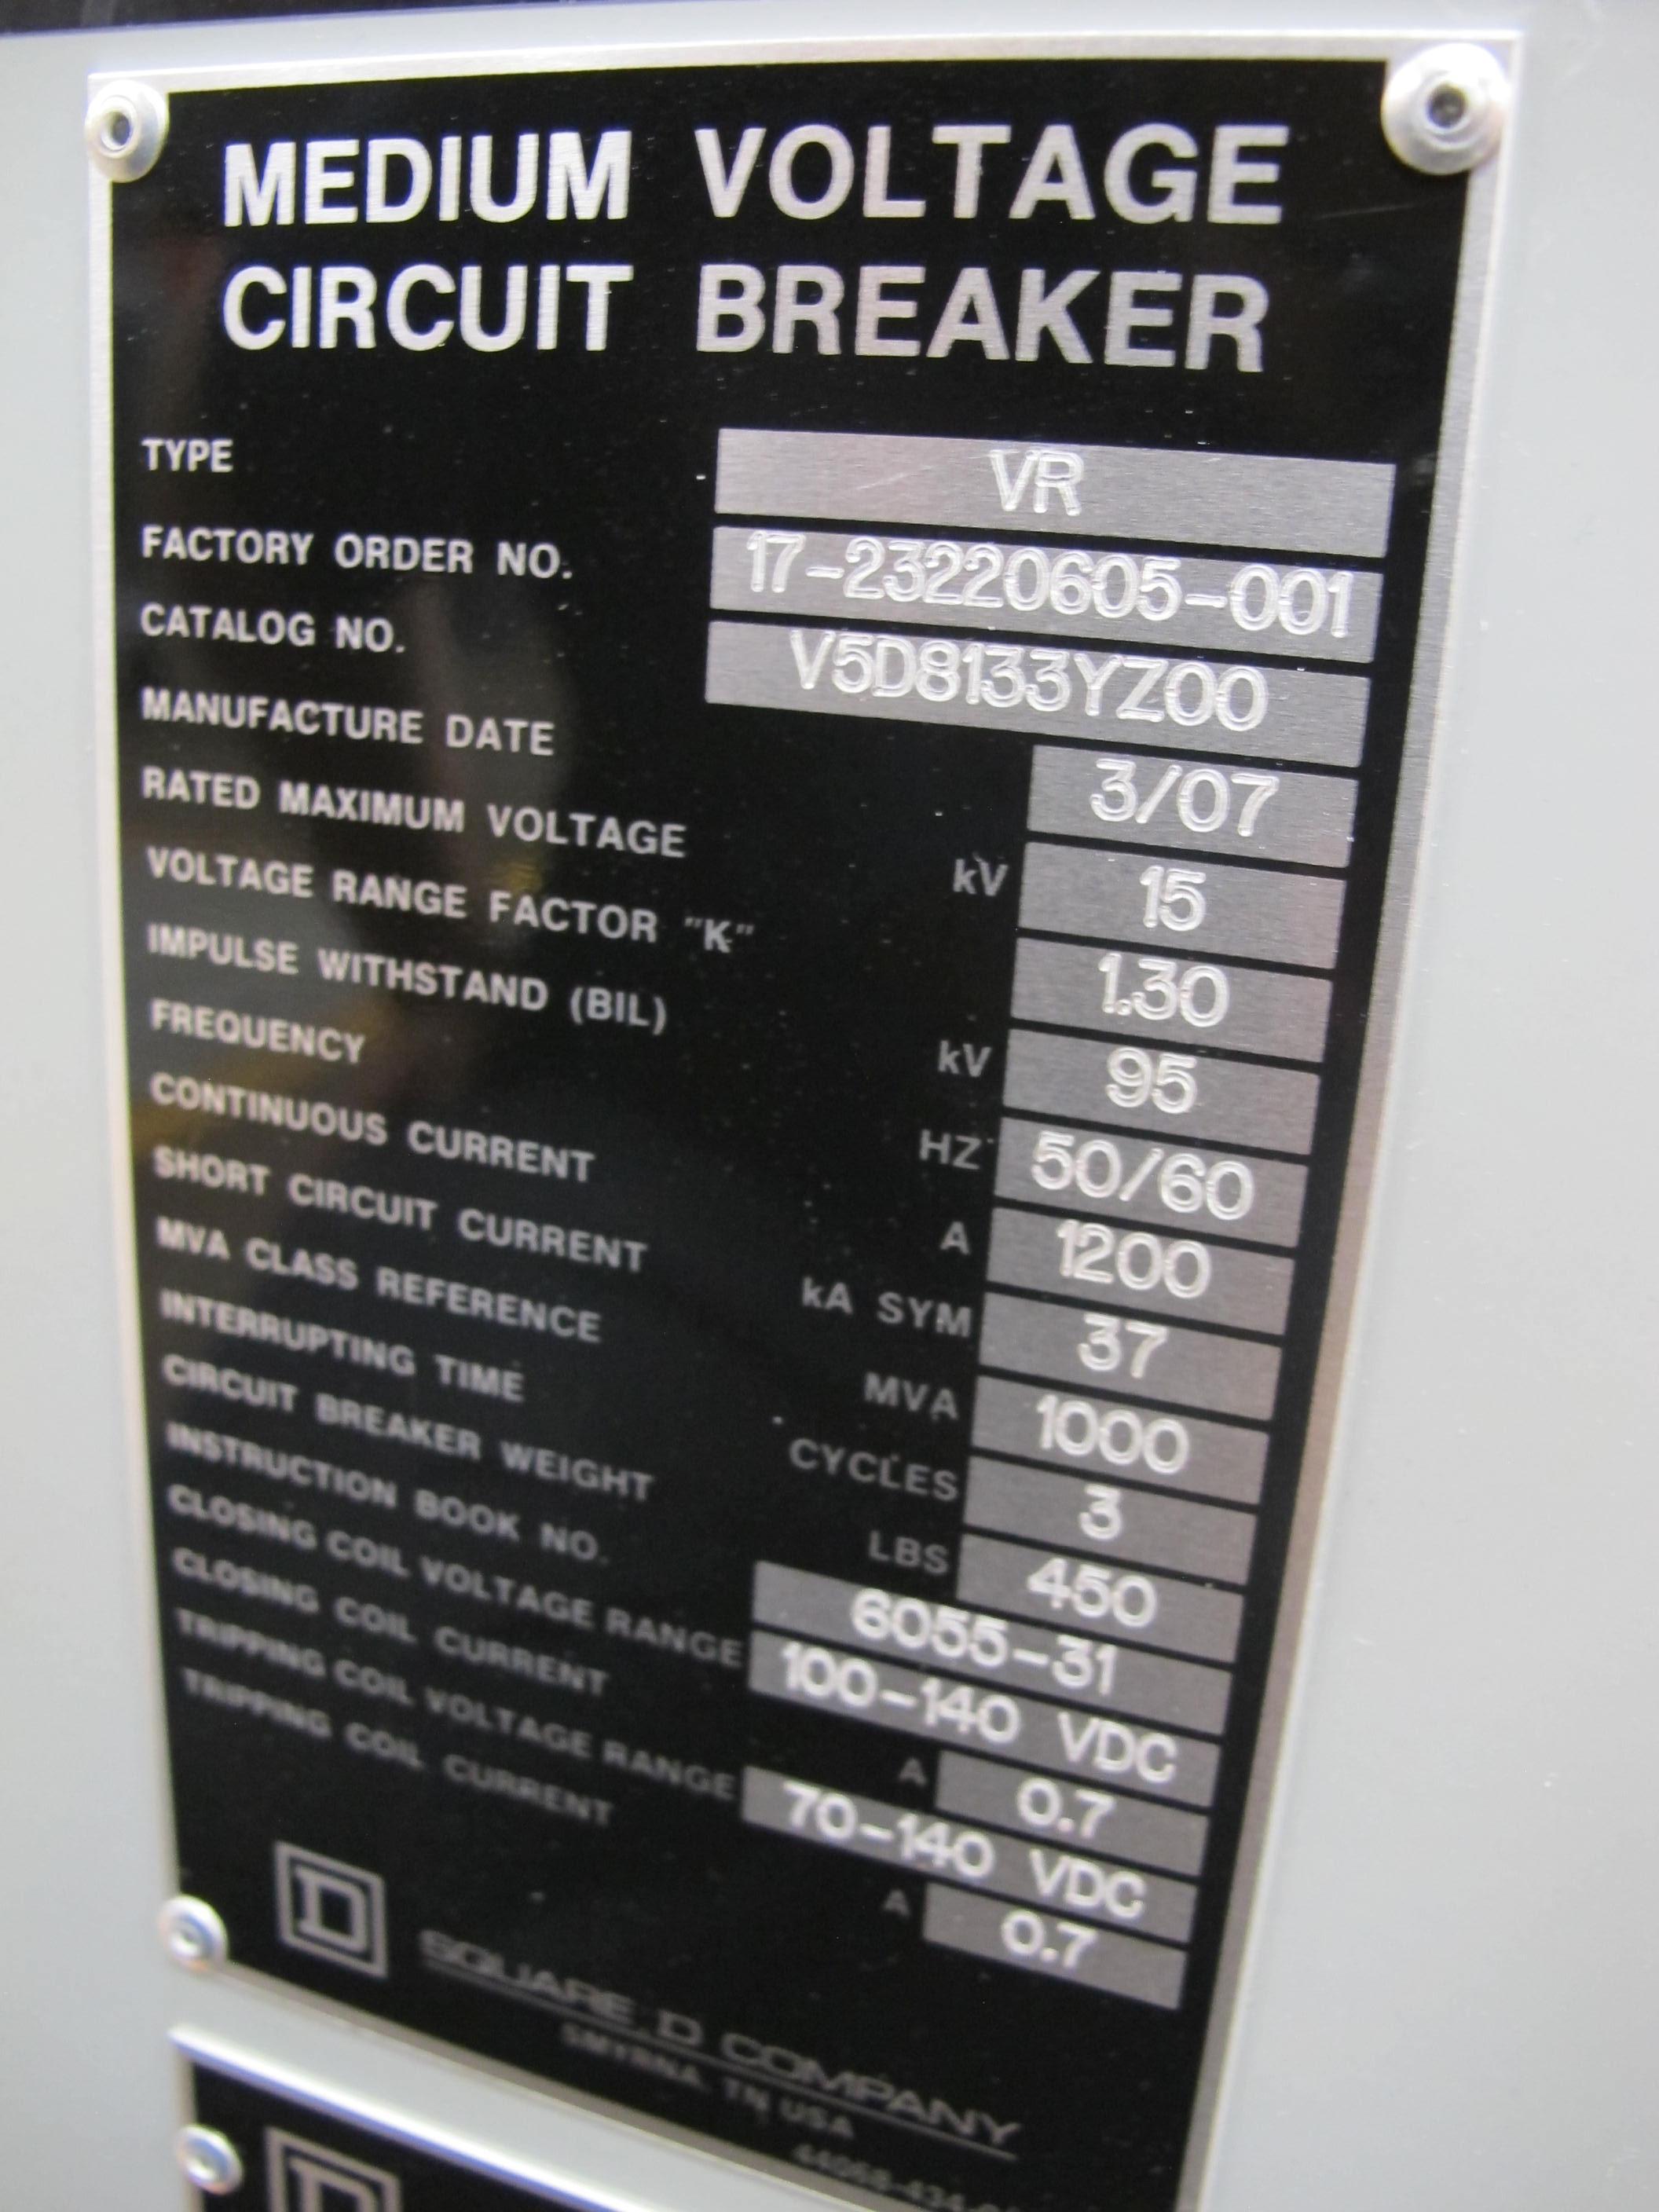 MEDIUM VOLTAGE
CIRCUIT BREAKER
TYPE VR
FACTORY ORDER NO. 17-23220605-001
CATALOG NO. V5D8133YZ00
MANUFACTURE DATE 3/07
RATED MAXIMUM VOLTAGE kV 15
VOLTAGE RANGE FACTOR "K" 1.30
IMPULSE WITHSTAND (BIL) kV 95
FREQUENCY HZ 50/60
CONTINUOUS CURRENT A 1200
SHORT CIRCUIT CURRENT kA SYM 37
MVA CLASS REFERENCE MVA 1000
INTERRUPTING TIME CYCLES 3
CIRCUIT BREAKER WEIGHT LBS 450
INSTRUCTION BOOK NO. 6055-31
CLOSING COIL VOLTAGE RANGE 100-140 VDC
CLOSING COIL CURRENT A 0.7
TRIPPING COIL VOLTAGE RANGE 70-140 VDC
TRIPPING COIL CURRENT A 0.7
D
SQUARE D COMPANY
SMYRNA TN USA
D